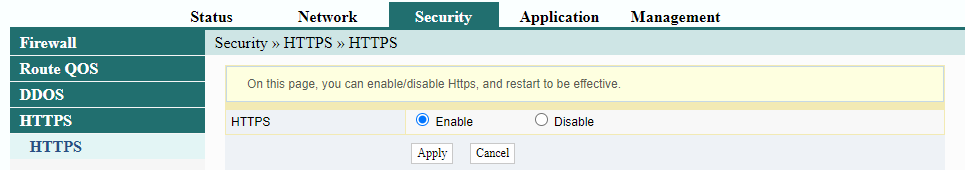 Status Network Security Application Management
Firewall
Security » HTTPS » HTTPS
Route QOS
On this page, you can enable/disable Https, and restart to be effective.
DDOS
HTTPS
HTTPS Enable Disable
HTTPS
Apply Cancel